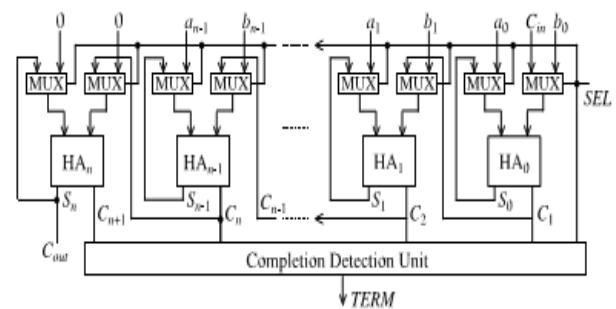 0 0 a_{n-1} b_{n-1} a_1 b_1 a_0 C_{in} b_0
MUX MUX MUX MUX MUX MUX MUX MUX
SEL
HA_n HA_{n-1} HA_1 HA_0
S_n C_{n+1} S_{n-1} C_n C_{n-1} S_1 C_2 S_0 C_1
C_{out}
Completion Detection Unit
TERM